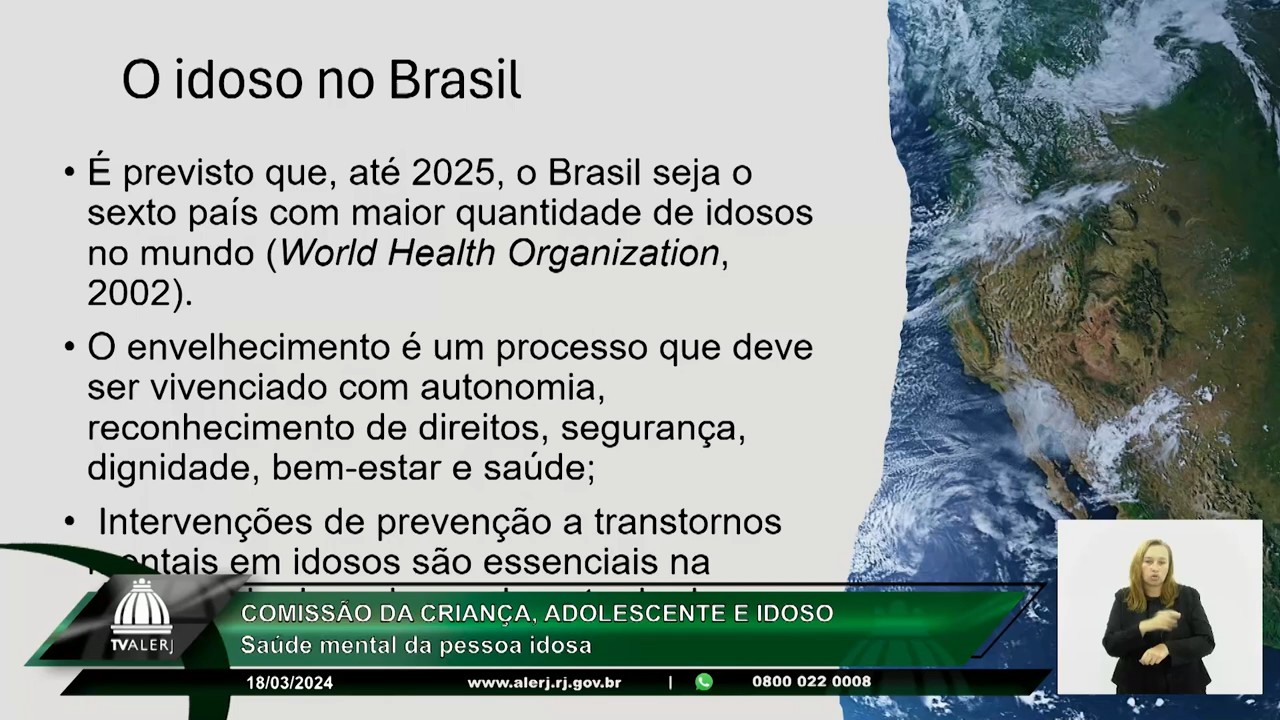 O idoso no Brasil
• É previsto que, até 2025, o Brasil seja o
sexto país com maior quantidade de idosos
no mundo (World Health Organization,
2002).
• O envelhecimento é um processo que deve
ser vivenciado com autonomia,
reconhecimento de direitos, segurança,
dignidade, bem-estar e saúde;
• Intervenções de prevenção a transtornos
mentais em idosos são essenciais na
COMISSÃO DA CRIANÇA, ADOLESCENTE E IDOSO
Saúde mental da pessoa idosa
TVALERJ
18/03/2024 www.alerj.rj.gov.br | 0800 022 0008